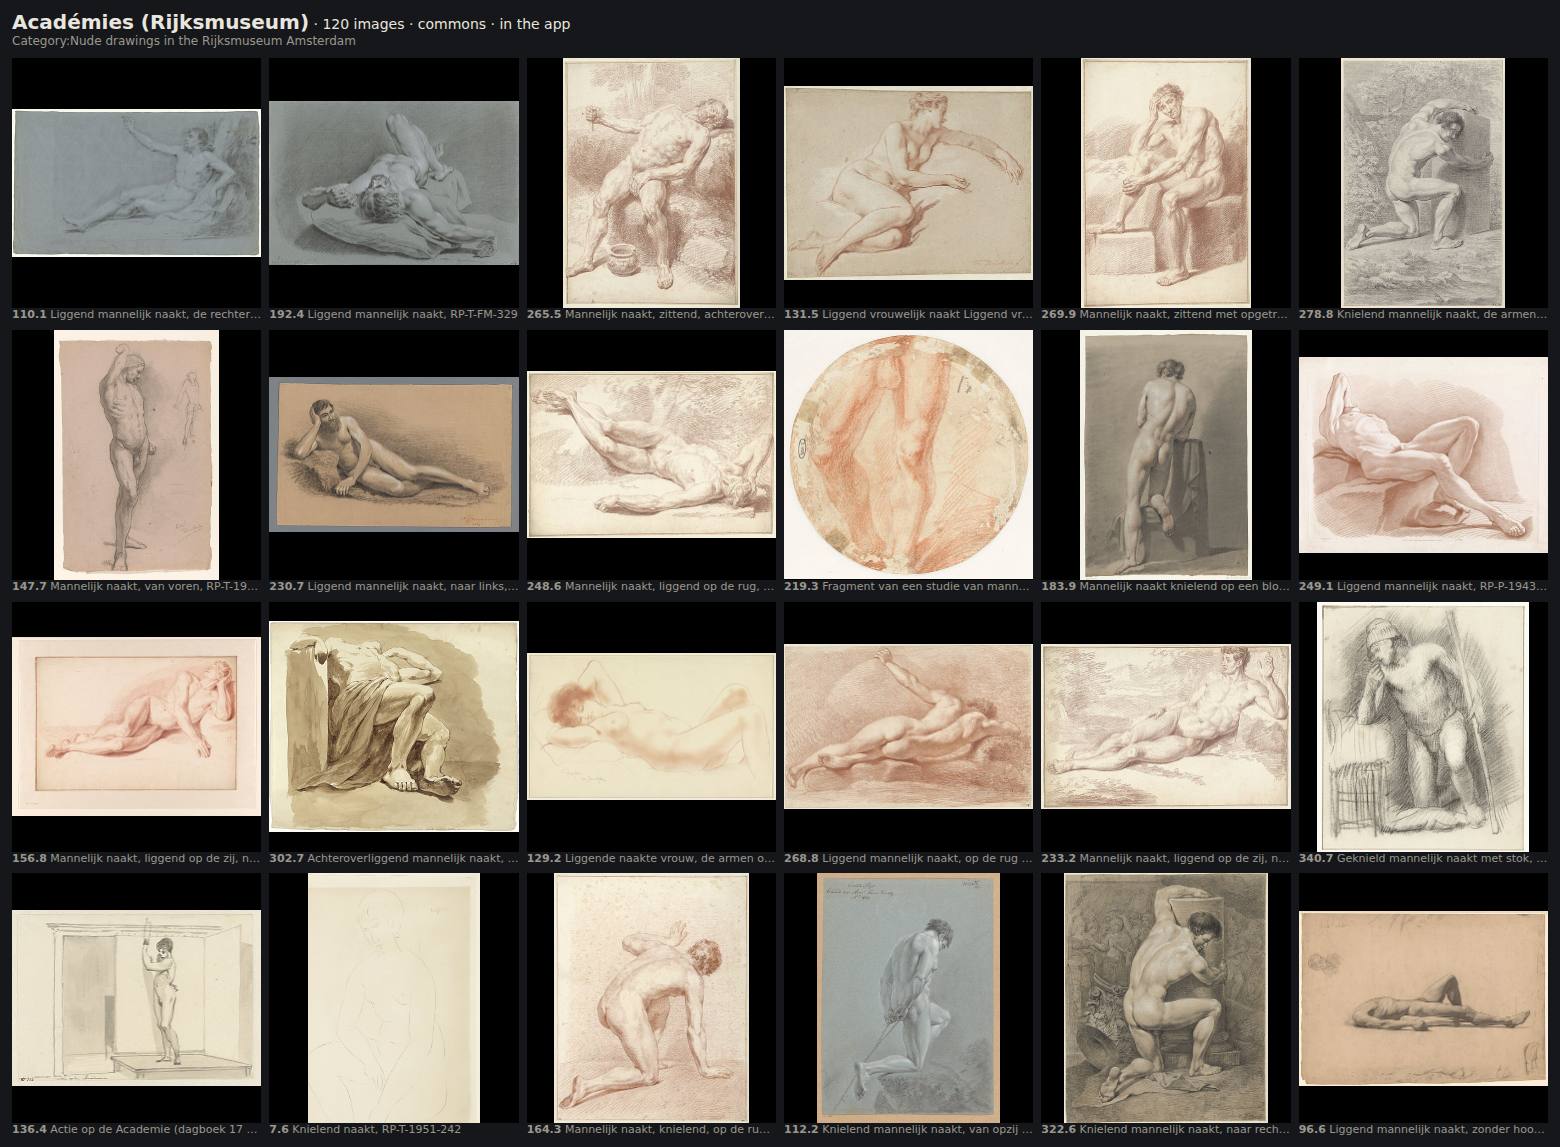 Académies (Rijksmuseum) · 120 images · commons · in the app
Category:Nude drawings in the Rijksmuseum Amsterdam
110.1 Liggend mannelijk naakt, de rechter…
192.4 Liggend mannelijk naakt, RP-T-FM-329
265.5 Mannelijk naakt, zittend, achterover…
131.5 Liggend vrouwelijk naakt Liggend vr…
269.9 Mannelijk naakt, zittend met opgetr…
278.8 Knielend mannelijk naakt, de armen…
147.7 Mannelijk naakt, van voren, RP-T-19…
230.7 Liggend mannelijk naakt, naar links,…
248.6 Mannelijk naakt, liggend op de rug, …
219.3 Fragment van een studie van mann…
183.9 Mannelijk naakt knielend op een blo…
249.1 Liggend mannelijk naakt, RP-P-1943…
156.8 Mannelijk naakt, liggend op de zij, n…
302.7 Achteroverliggend mannelijk naakt, …
129.2 Liggende naakte vrouw, de armen o…
268.8 Liggend mannelijk naakt, op de rug …
233.2 Mannelijk naakt, liggend op de zij, n…
340.7 Geknield mannelijk naakt met stok, …
136.4 Actie op de Academie (dagboek 17 …
7.6 Knielend naakt, RP-T-1951-242
164.3 Mannelijk naakt, knielend, op de ru…
112.2 Knielend mannelijk naakt, van opzij …
322.6 Knielend mannelijk naakt, naar rech…
96.6 Liggend mannelijk naakt, zonder hoo…